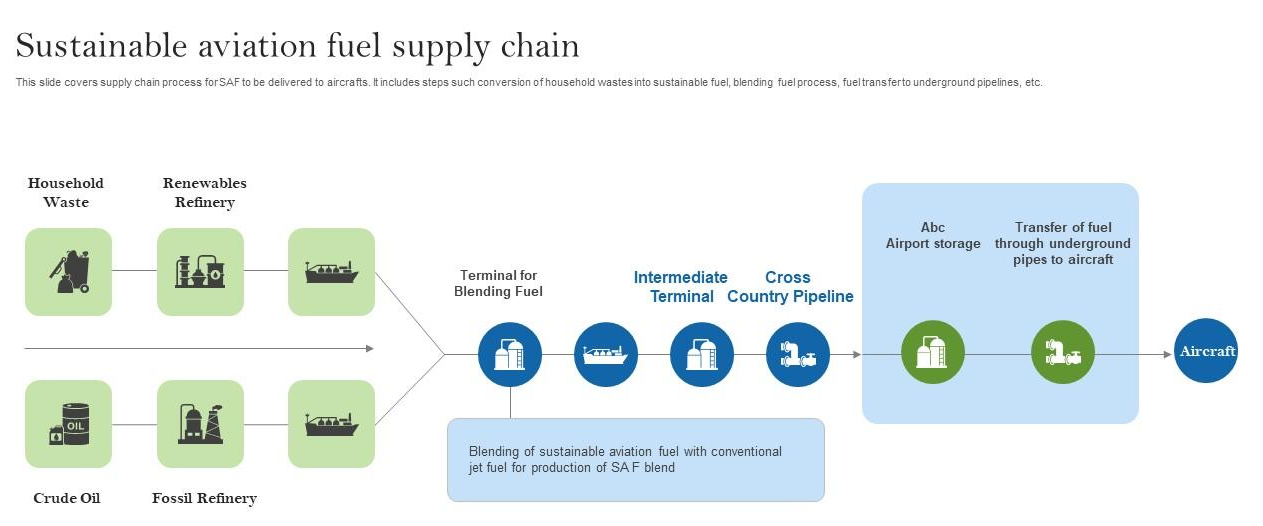 Sustainable aviation fuel supply chain
This slide covers supply chain process for SAF to be delivered to aircrafts. It includes steps such conversion of household wastes into sustainable fuel, blending fuel process, fuel transfer to underground pipelines, etc.
Household
Waste
Renewables
Refinery
Terminal for
Blending Fuel
Intermediate
Terminal
Cross
Country Pipeline
Abc
Airport storage
Transfer of fuel
through underground
pipes to aircraft
Aircraft
OIL
Crude Oil
Fossil Refinery
Blending of sustainable aviation fuel with conventional
jet fuel for production of SA F blend